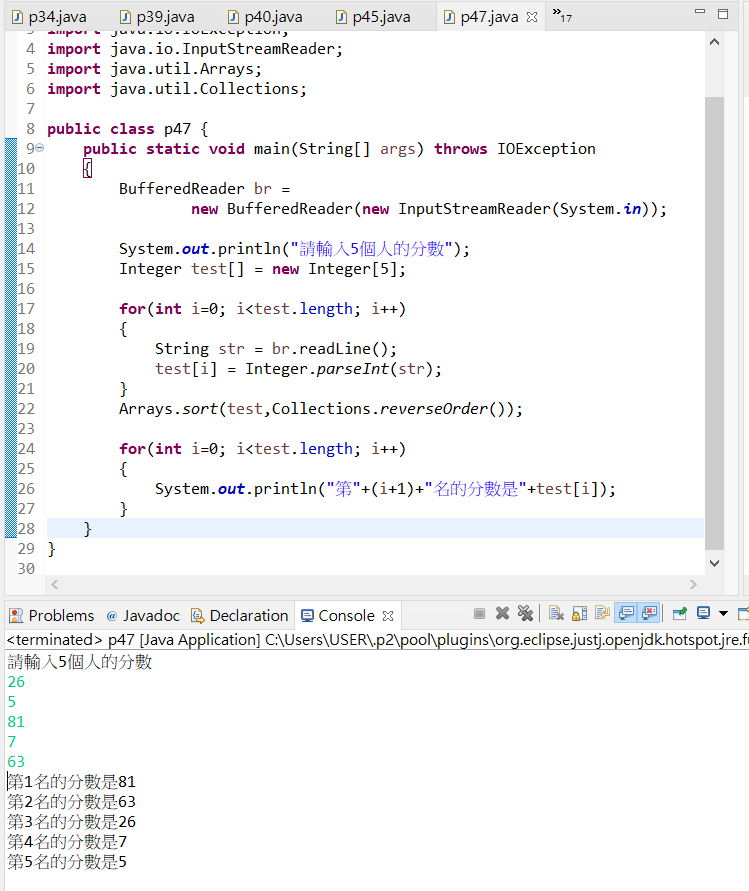 p34.java p39.java p40.java p45.java p47.java »17
import java.io.IOException;
4 import java.io.InputStreamReader;
5 import java.util.Arrays;
6 import java.util.Collections;
7
8 public class p47 {
9 public static void main(String[] args) throws IOException
10 {
11 BufferedReader br =
12 new BufferedReader(new InputStreamReader(System.in));
13
14 System.out.println("請輸入5個人的分數");
15 Integer test[] = new Integer[5];
16
17 for(int i=0; i<test.length; i++)
18 {
19 String str = br.readLine();
20 test[i] = Integer.parseInt(str);
21 }
22 Arrays.sort(test,Collections.reverseOrder());
23
24 for(int i=0; i<test.length; i++)
25 {
26 System.out.println("第"+(i+1)+"名的分數是"+test[i]);
27 }
28 }
29 }
30
Problems @ Javadoc Declaration Console
<terminated> p47 [Java Application] C:\Users\USER\.p2\pool\plugins\org.eclipse.justj.openjdk.hotspot.jre.fu
請輸入5個人的分數
26
5
81
7
63
第1名的分數是81
第2名的分數是63
第3名的分數是26
第4名的分數是7
第5名的分數是5